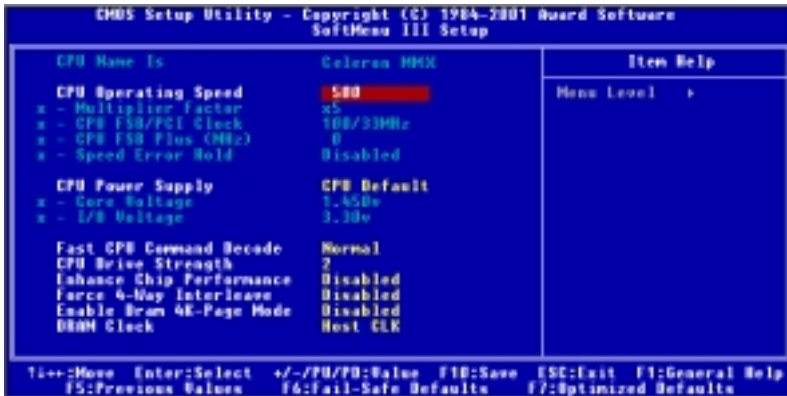 CMOS Setup Utility - Copyright (C) 1984-2001 Award Software
SoftMenu III Setup
CPU Name Is Celeron MMX
Item Help
CPU Operating Speed 500
Menu Level
x - Multiplier Factor x5
x - CPU FSB/PCI Clock 100/33MHz
x - CPU FSB Plus (MHz) 0
x - Speed Error Hold Disabled
CPU Power Supply CPU Default
x - Core Voltage 1.450v
x - I/O Voltage 3.30v
Fast CPU Command Decode Normal
CPU Drive Strength 2
Enhance Chip Performance Disabled
Force 4-Way Interleave Disabled
Enable Dram 4K-Page Mode Disabled
DRAM Clock Host CLK
↑↓←→:Move Enter:Select +/-/PU/PD:Value F10:Save ESC:Exit F1:General Help
F5:Previous Values F6:Fail-Safe Defaults F7:Optimized Defaults